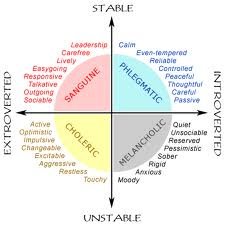 STABLE
Leadership
Carefree
Lively
Easygoing
Responsive
Talkative
Outgoing
Sociable
Calm
Even-tempered
Reliable
Controlled
Peaceful
Thoughtful
Careful
Passive
SANGUINE
PHLEGMATIC
EXTROVERTED
INTROVERTED
CHOLERIC
MELANCHOLIC
Active
Optimistic
Impulsive
Changeable
Excitable
Aggressive
Restless
Touchy
Quiet
Unsociable
Reserved
Pessimistic
Sober
Rigid
Anxious
Moody
UNSTABLE